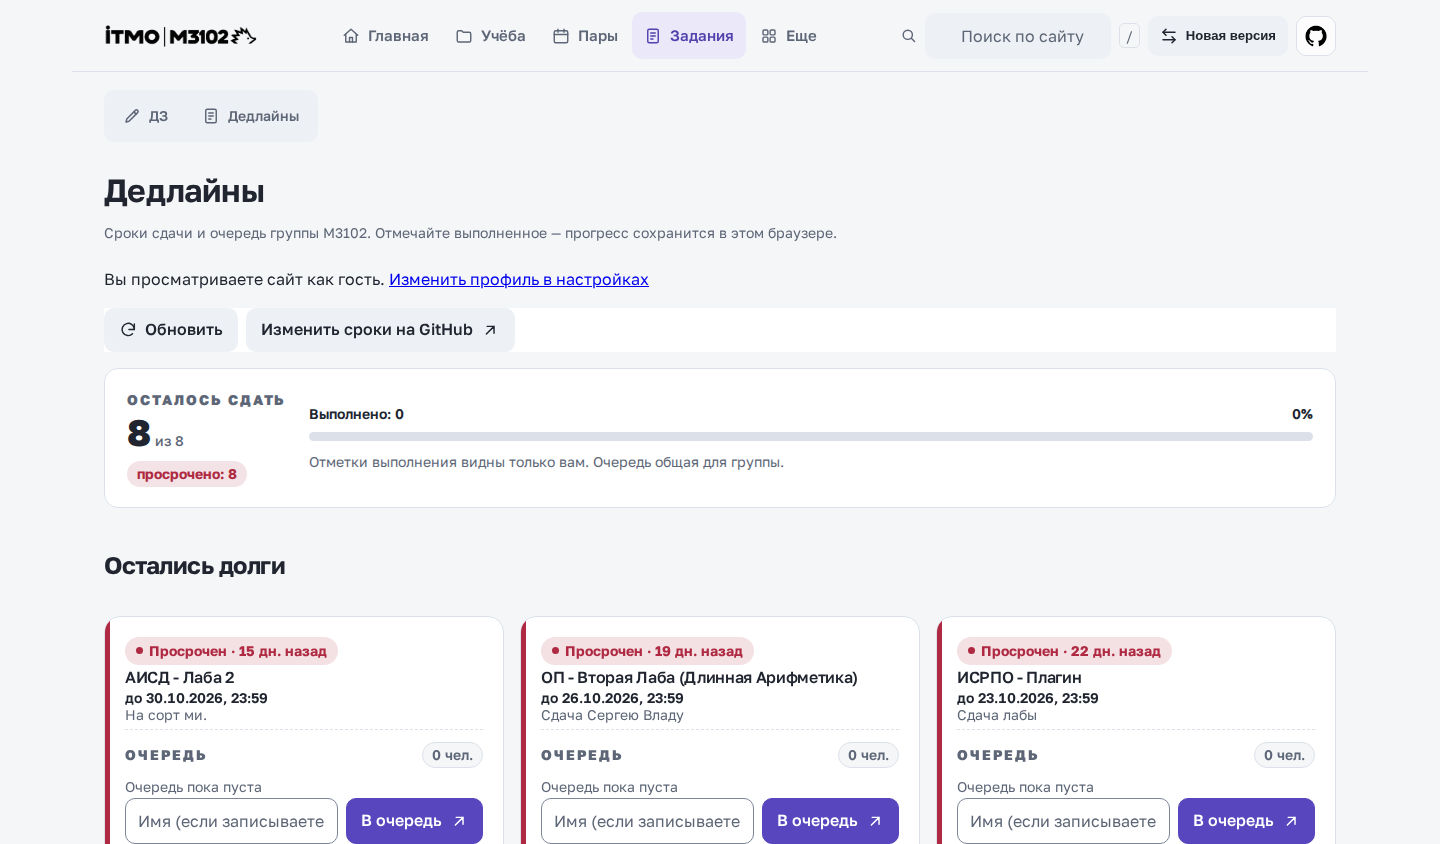 iTMO | M3102
Главная
Учёба
Пары
Задания
Еще
Поиск по сайту
/
Новая версия
ДЗ
Дедлайны
Дедлайны
Сроки сдачи и очередь группы M3102. Отмечайте выполненное — прогресс сохранится в этом браузере.
Вы просматриваете сайт как гость. Изменить профиль в настройках
Обновить
Изменить сроки на GitHub
ОСТАЛОСЬ СДАТЬ
8 из 8
просрочено: 8
Выполнено: 0
0%
Отметки выполнения видны только вам. Очередь общая для группы.
Остались долги
Просрочен · 15 дн. назад
АИСД - Лаба 2
до 30.10.2026, 23:59
На сорт ми.
ОЧЕРЕДЬ
0 чел.
Очередь пока пуста
Имя (если записываете
В очередь
Просрочен · 19 дн. назад
ОП - Вторая Лаба (Длинная Арифметика)
до 26.10.2026, 23:59
Сдача Сергею Владу
ОЧЕРЕДЬ
0 чел.
Очередь пока пуста
Имя (если записываете
В очередь
Просрочен · 22 дн. назад
ИСРПО - Плагин
до 23.10.2026, 23:59
Сдача лабы
ОЧЕРЕДЬ
0 чел.
Очередь пока пуста
Имя (если записываете
В очередь